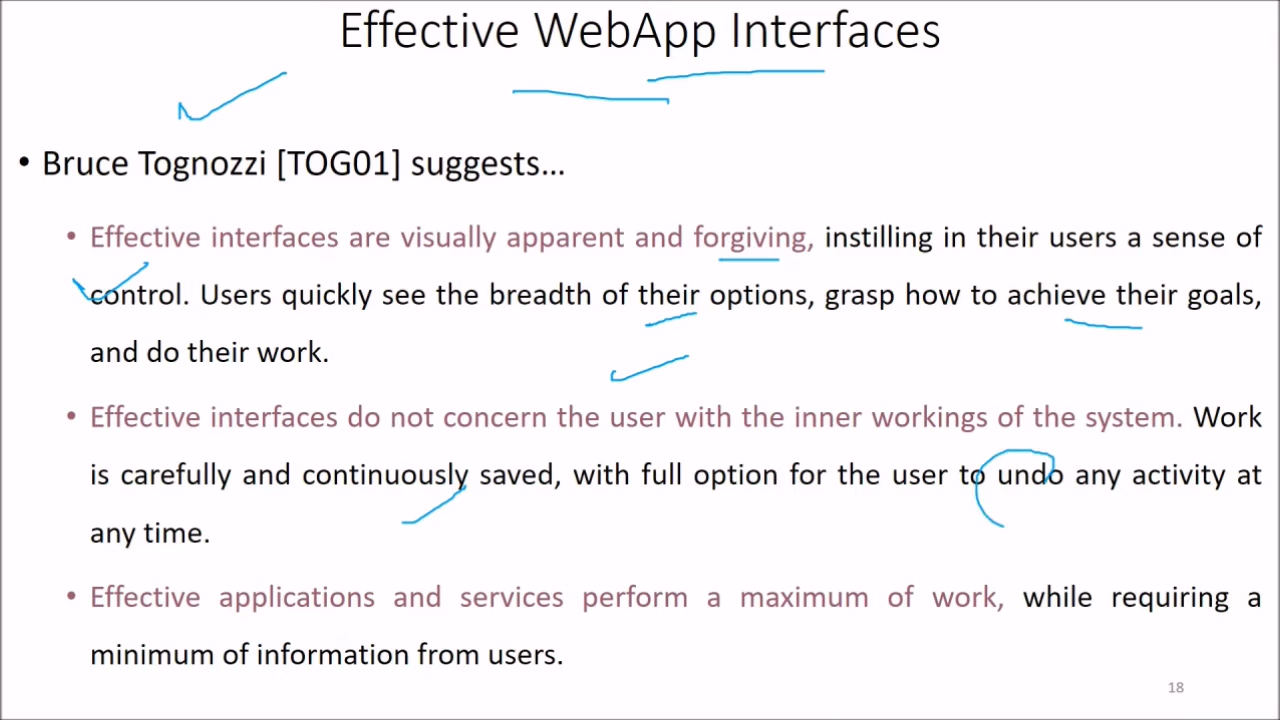 Effective WebApp Interfaces
• Bruce Tognozzi [TOG01] suggests...
• Effective interfaces are visually apparent and forgiving, instilling in their users a sense of
control. Users quickly see the breadth of their options, grasp how to achieve their goals,
and do their work.
• Effective interfaces do not concern the user with the inner workings of the system. Work
is carefully and continuously saved, with full option for the user to undo any activity at
any time.
• Effective applications and services perform a maximum of work, while requiring a
minimum of information from users.
18